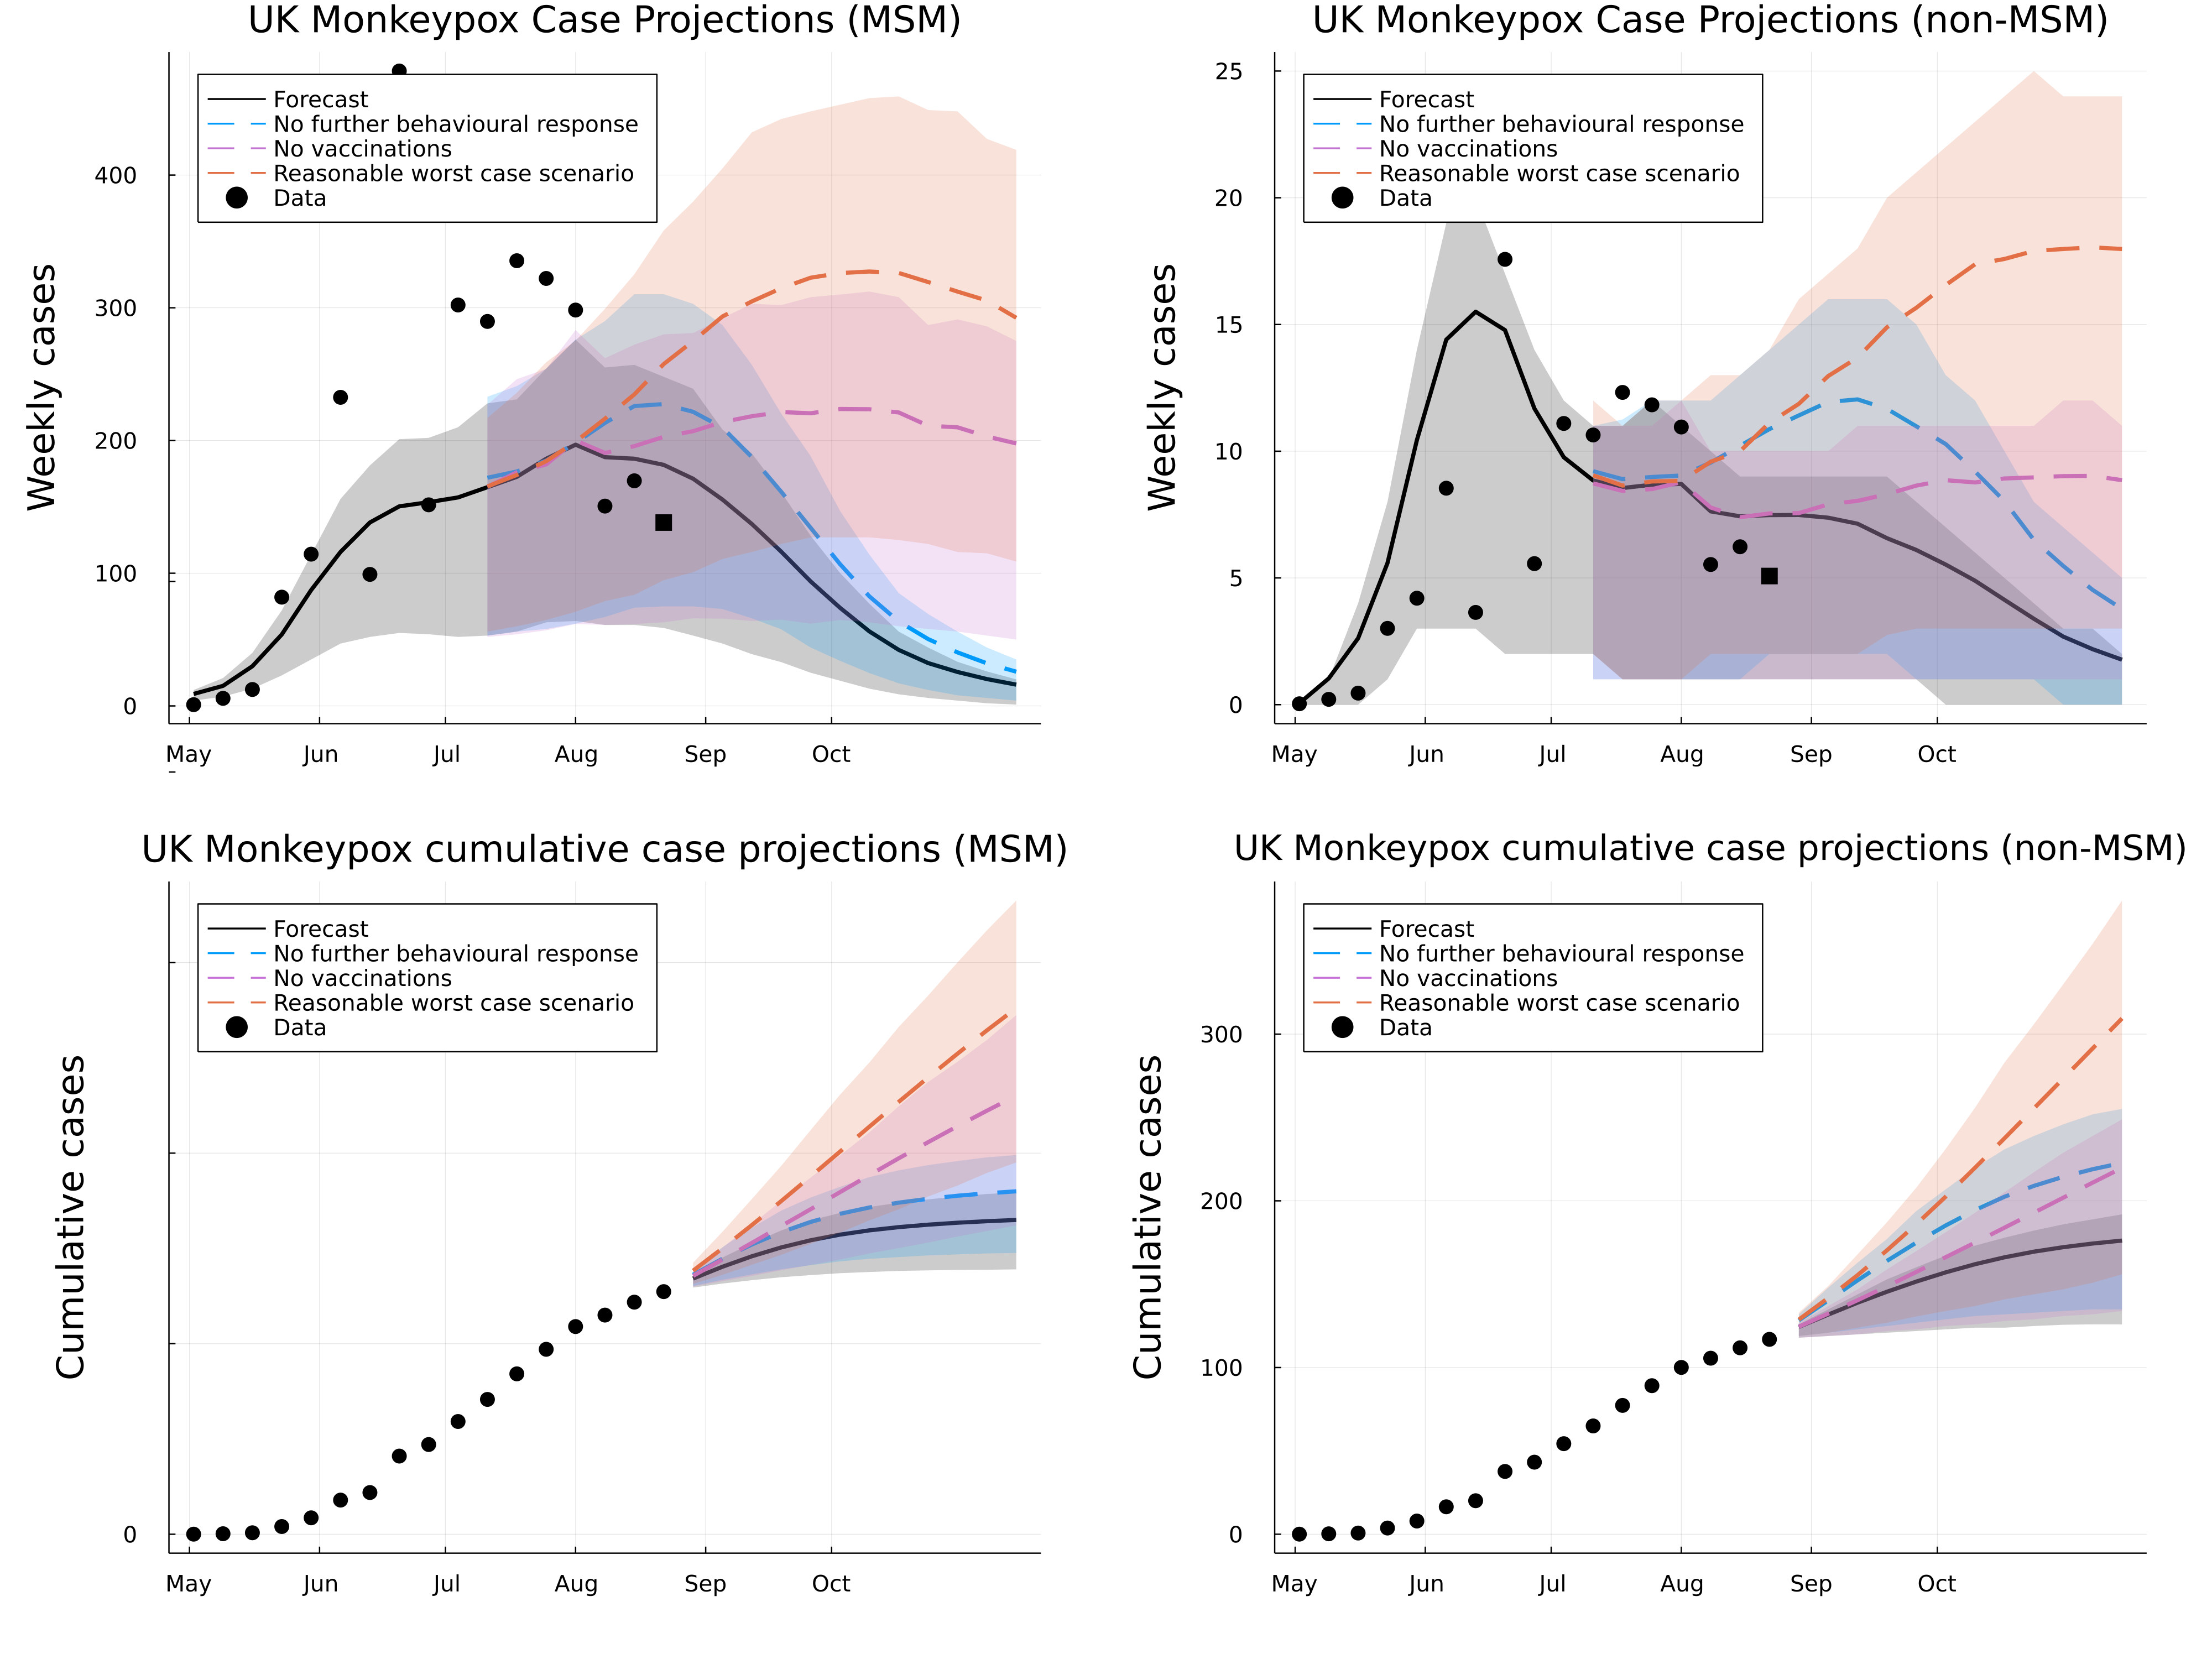 UK Monkeypox Case Projections (MSM)
Weekly cases
400
300
200
100
0
Forecast
No further behavioural response
No vaccinations
Reasonable worst case scenario
Data
May Jun Jul Aug Sep Oct
UK Monkeypox Case Projections (non-MSM)
Weekly cases
25
20
15
10
5
0
Forecast
No further behavioural response
No vaccinations
Reasonable worst case scenario
Data
May Jun Jul Aug Sep Oct
UK Monkeypox cumulative case projections (MSM)
Cumulative cases
0
Forecast
No further behavioural response
No vaccinations
Reasonable worst case scenario
Data
May Jun Jul Aug Sep Oct
UK Monkeypox cumulative case projections (non-MSM)
Cumulative cases
300
200
100
0
Forecast
No further behavioural response
No vaccinations
Reasonable worst case scenario
Data
May Jun Jul Aug Sep Oct